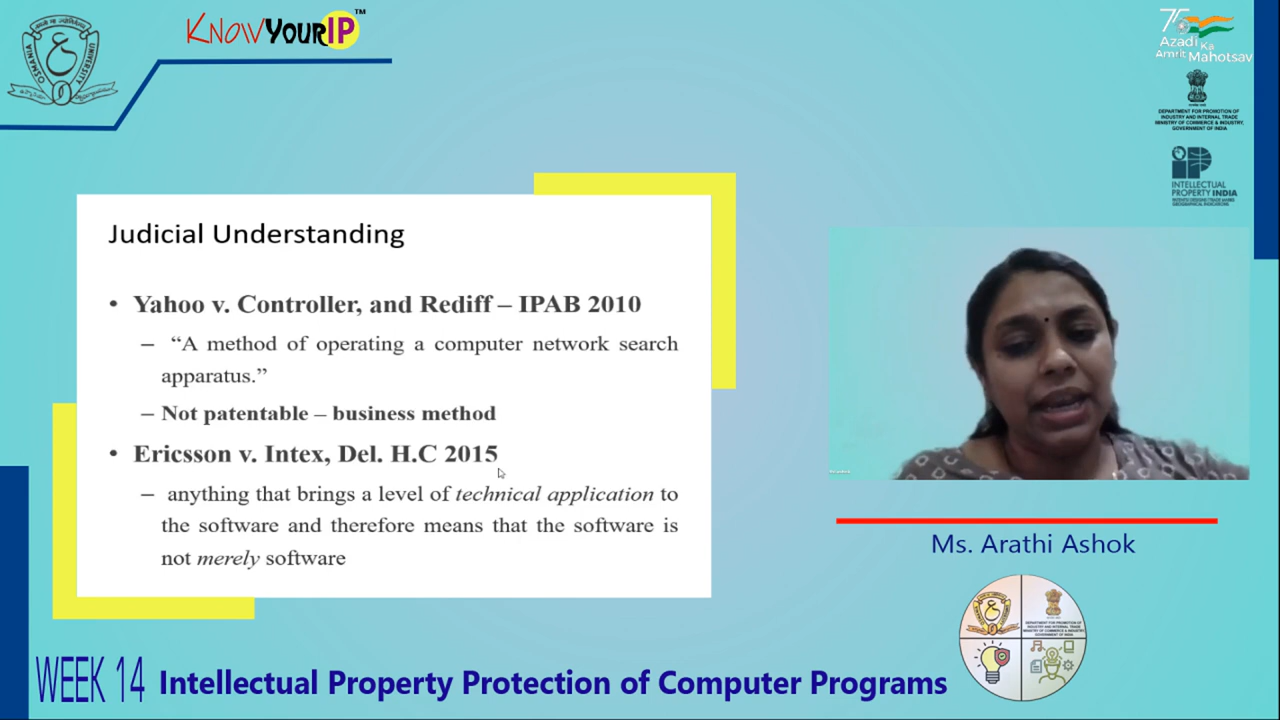 KNOWYOURIP™
OSMANIA UNIVERSITY
75
Azadi Ka
Amrit Mahotsav
DEPARTMENT FOR PROMOTION OF
INDUSTRY AND INTERNAL TRADE
MINISTRY OF COMMERCE & INDUSTRY,
GOVERNMENT OF INDIA
iP
INTELLECTUAL
PROPERTY INDIA
Judicial Understanding
• Yahoo v. Controller, and Rediff – IPAB 2010
– “A method of operating a computer network search
apparatus.”
– Not patentable – business method
• Ericsson v. Intex, Del. H.C 2015
– anything that brings a level of technical application to
the software and therefore means that the software is
not merely software
Ms. Arathi Ashok
WEEK 14 Intellectual Property Protection of Computer Programs